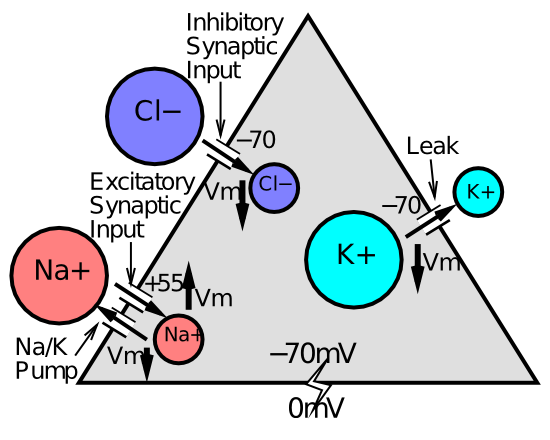 Inhibitory
Synaptic
Input
Cl−
−70
Leak
Excitatory
Synaptic
Input
Vm
Cl−
K+
−70
Na+
+55
K+
Vm
Vm
Na+
Na/K
Pump
Vm
−70mV
0mV